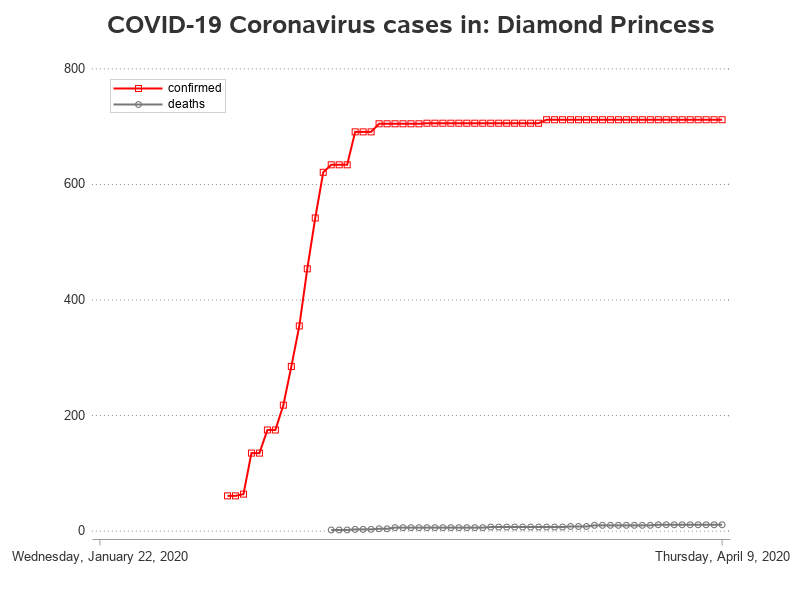 COVID-19 Coronavirus cases in: Diamond Princess
800
confirmed
deaths
600
400
200
0
Wednesday, January 22, 2020
Thursday, April 9, 2020